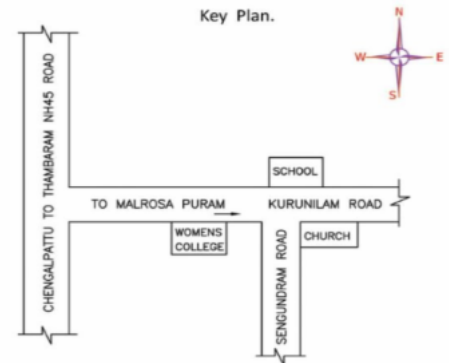 Key Plan.
N
W
E
S
CHENGALPATTU TO THAMBARAM NH45 ROAD
SCHOOL
TO MALROSA PURAM
KURUNILAM ROAD
WOMENS
COLLEGE
SENGUNDRAM ROAD
CHURCH